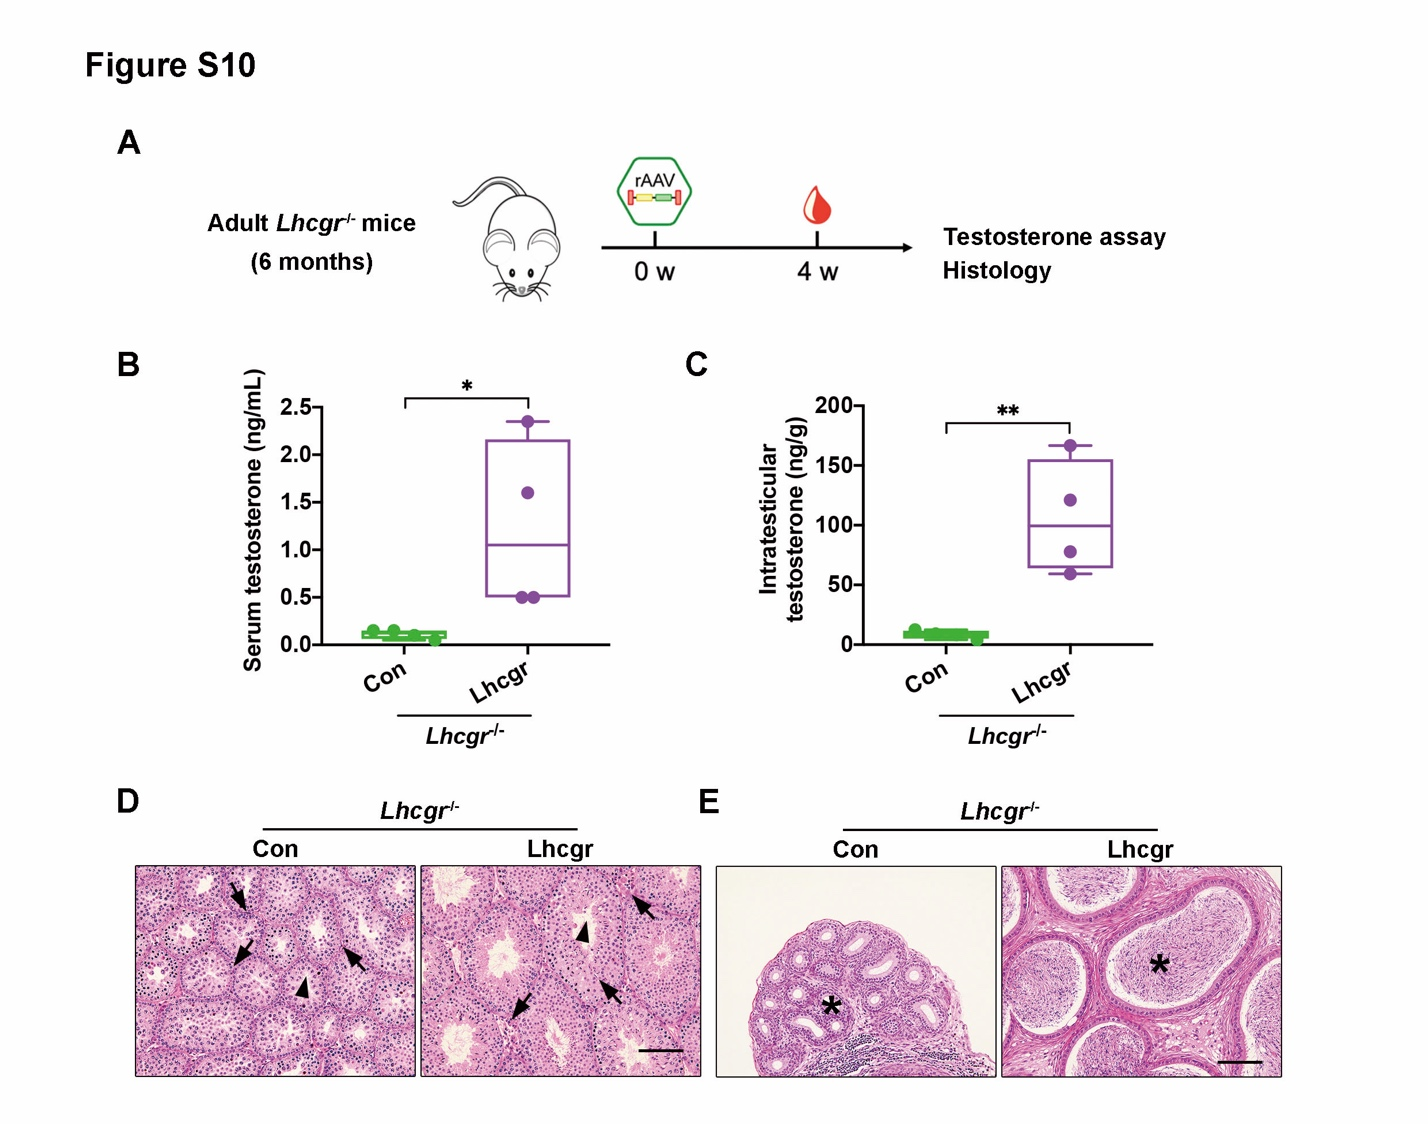 Figure S10
A
Adult Lhcgr-/- mice
(6 months)
rAAV
0 w
4 w
Testosterone assay
Histology
B
Serum testosterone (ng/mL)
2.5
2.0
1.5
1.0
0.5
0.0
*
Con
Lhcgr
Lhcgr-/-
C
Intratesticular
testosterone (ng/g)
200
150
100
50
0
**
Con
Lhcgr
Lhcgr-/-
D
Lhcgr-/-
Con
Lhcgr
E
Lhcgr-/-
Con
Lhcgr
*
*